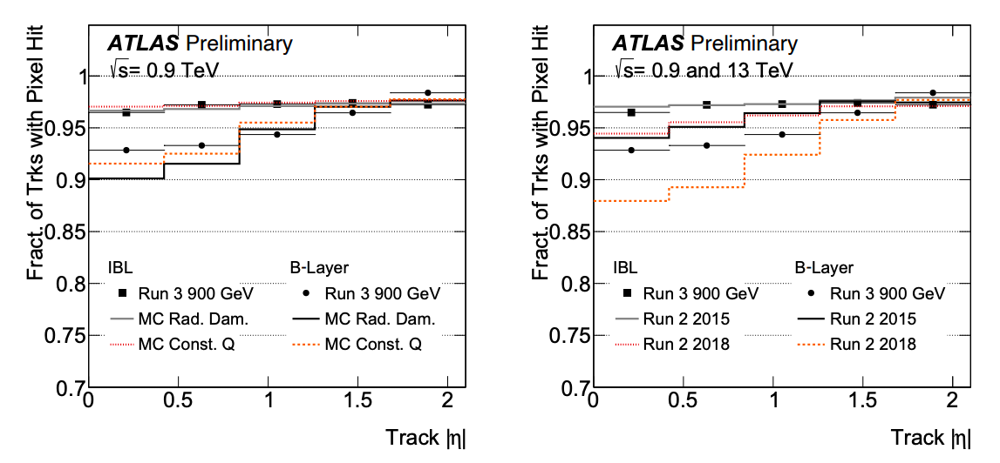 Fract. of Trks with Pixel Hit
ATLAS Preliminary
√s= 0.9 TeV
1
0.95
0.9
0.85
0.8
0.75
0.7
IBL
Run 3 900 GeV
MC Rad. Dam.
MC Const. Q
B-Layer
Run 3 900 GeV
MC Rad. Dam.
MC Const. Q
0 0.5 1 1.5 2
Track |η|
Fract. of Trks with Pixel Hit
ATLAS Preliminary
√s= 0.9 and 13 TeV
1
0.95
0.9
0.85
0.8
0.75
0.7
IBL
Run 3 900 GeV
Run 2 2015
Run 2 2018
B-Layer
Run 3 900 GeV
Run 2 2015
Run 2 2018
0 0.5 1 1.5 2
Track |η|